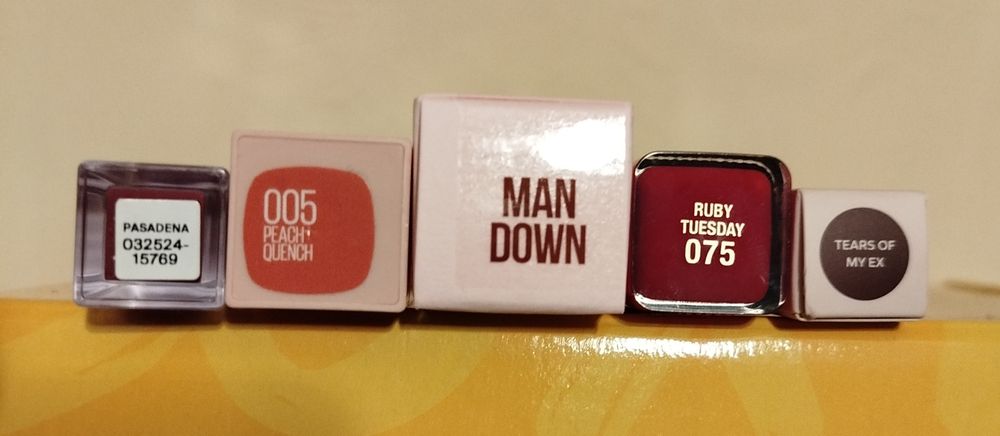 PASADENA
032524-
15769
005
PEACH
QUENCH
MAN
DOWN
RUBY
TUESDAY
075
TEARS OF
MY EX